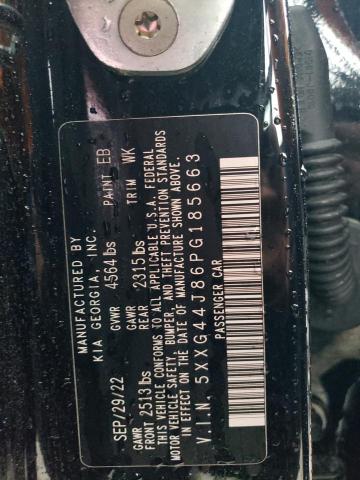 MANUFACTURED BY
KIA GEORGIA, INC.
SEP/29/22 GVWR 4564 lbs PAINT EB
GAWR FRONT 2513 lbs GAWR REAR 2315 lbs TRIM WK
THIS VEHICLE CONFORMS TO ALL APPLICABLE U.S.A. FEDERAL
MOTOR VEHICLE SAFETY, BUMPER, AND THEFT PREVENTION STANDARDS
IN EFFECT ON THE DATE OF MANUFACTURE SHOWN ABOVE.
V.I.N. 5XXG44J86PG185663
PASSENGER CAR